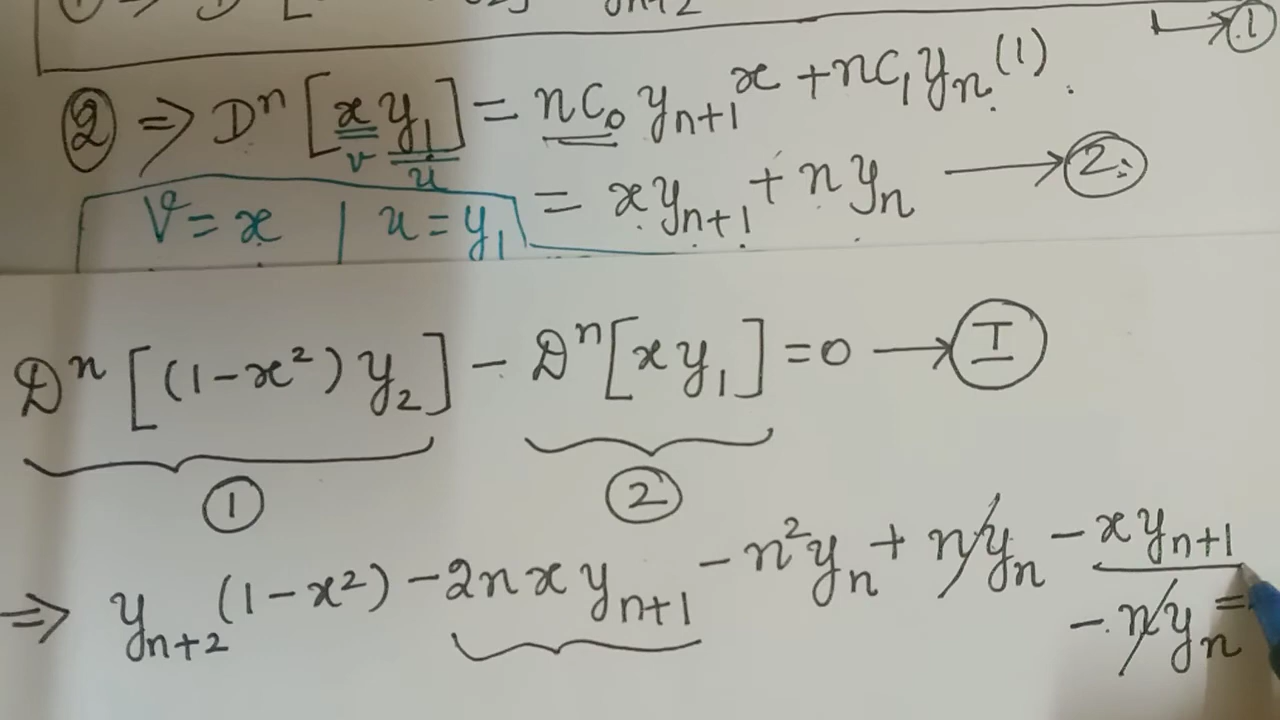 → ①
② ⇒ Dⁿ [x y₁] = nC₀ yₙ₊₁ x + nC₁ yₙ (1).
v u
= x yₙ₊₁ + n yₙ → ②
V = x | u = y₁
Dⁿ [(1-x²) y₂] - Dⁿ [x y₁] = 0 → Ⓘ
① ②
⇒ yₙ₊₂ (1-x²) - 2nx yₙ₊₁ - n² yₙ + n yₙ - x yₙ₊₁
- n yₙ =